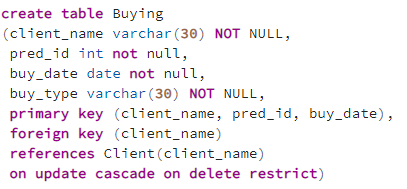 create table Buying
(client_name varchar(30) NOT NULL,
pred_id int not null,
buy_date date not null,
buy_type varchar(30) NOT NULL,
primary key (client_name, pred_id, buy_date),
foreign key (client_name)
references Client(client_name)
on update cascade on delete restrict)